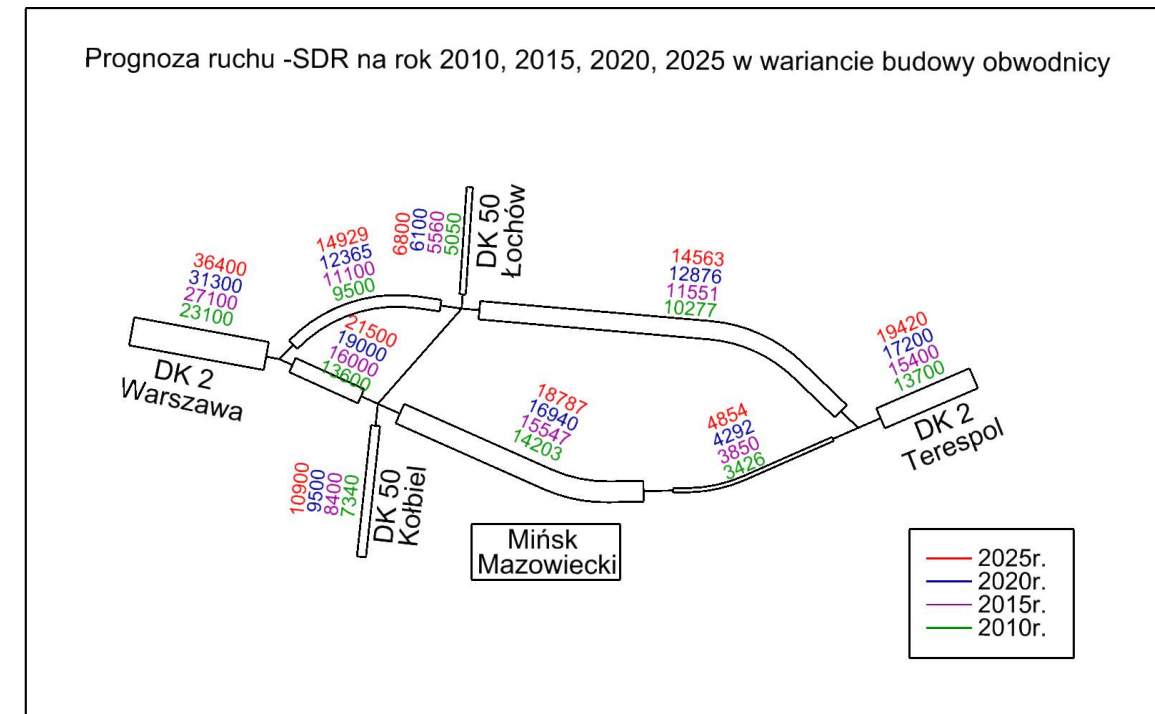 Prognoza ruchu -SDR na rok 2010, 2015, 2020, 2025 w wariancie budowy obwodnicy
36400
31300
27100
23100
DK 2
Warszawa
14929
12365
11100
9500
6800
6100
5560
5050
DK 50
Łochów
21500
19000
16000
13600
14563
12876
11551
10277
19420
17200
15400
13700
DK 2
Terespol
18787
16940
15547
14203
4854
4292
3850
3426
10900
9500
8400
7340
DK 50
Kołbiel
Mińsk
Mazowiecki
2025r.
2020r.
2015r.
2010r.